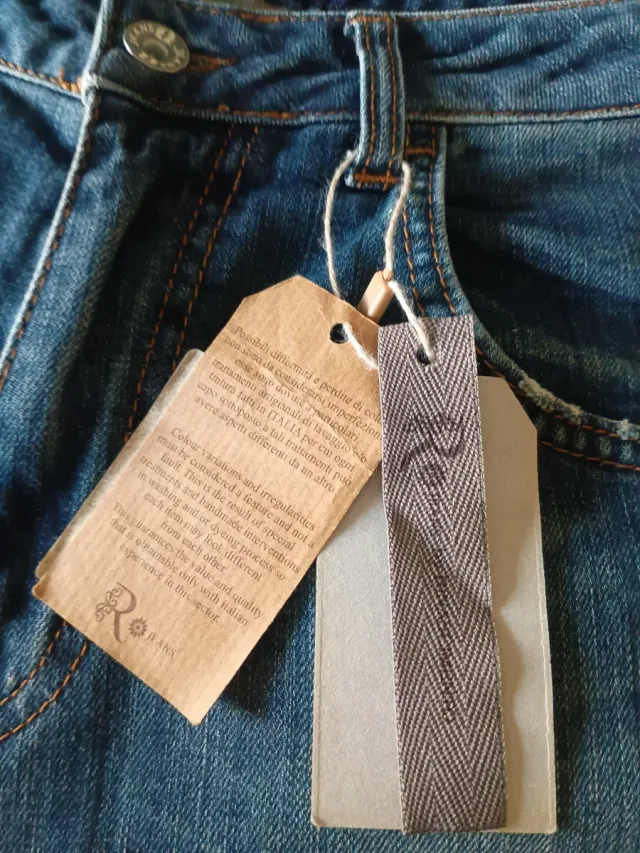 Possibili difformità e perdite di colore
non sono da considerarsi imperfezioni
esse sono dovute a particolari
trattamenti artigianali di lavaggio e
tintura fatti in ITALIA per cui ogni
capo sottoposto a tali trattamenti può
avere aspetti differenti da un altro.
Colour variations and irregularities
must be considered a feature and not
fault. This is the result of special
treatments and handmade interventions
in washing and/or dyeing process so
each item may look different
from each other.
This guarantees the value and quality
that is obtainable only with italian
experience in this sector.
R JEANS